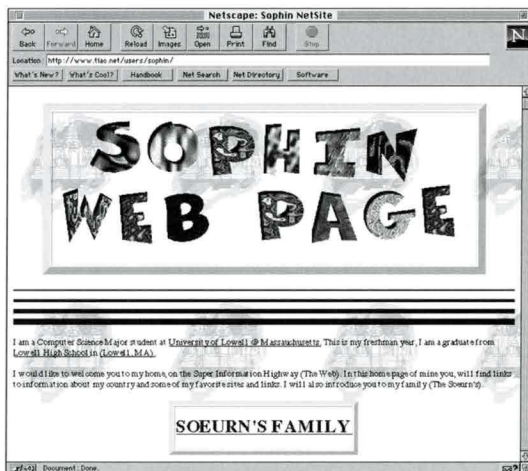 Netscape: Sophin NetSite
Back Forward Home Reload Images Open Print Find Stop
N
Location: http://www.tiac.net/users/sophin/
What's New? What's Cool? Handbook Net Search Net Directory Software
SOPHIN
WEB PAGE
I am a Computer Science Major student at University of Lowell @ Massachusetts. This is my freshman year, I am a graduate from
Lowell High School in (Lowell, MA).
I would like to welcome you to my home, on the Super Information Highway (The Web). In this home page of mine you, will find links
to information about my country and some of my favorite sites and links. I will also introduce you to my family (The Soeurn's).
SOEURN'S FAMILY
Document: Done.